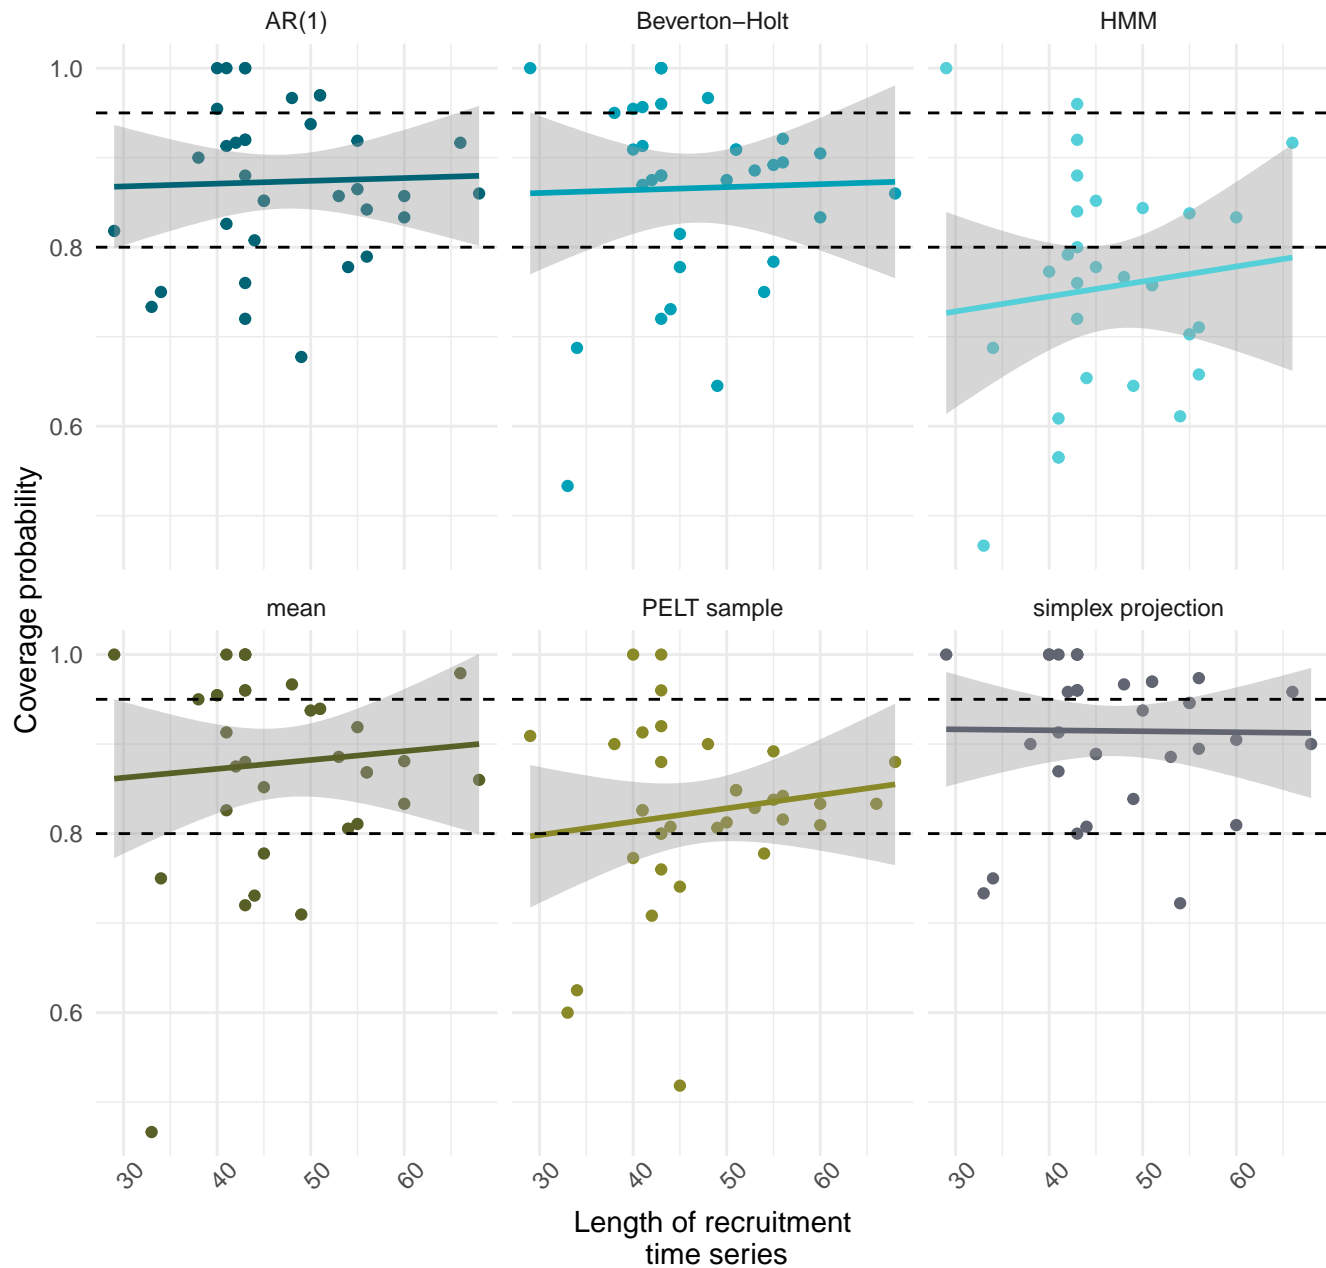 AR(1)
Beverton−Holt
HMM
1.0
0.8
0.6
mean
PELT sample
simplex projection
1.0
0.8
0.6
Coverage probability
30
40
50
60
30
40
50
60
30
40
50
60
Length of recruitment
time series